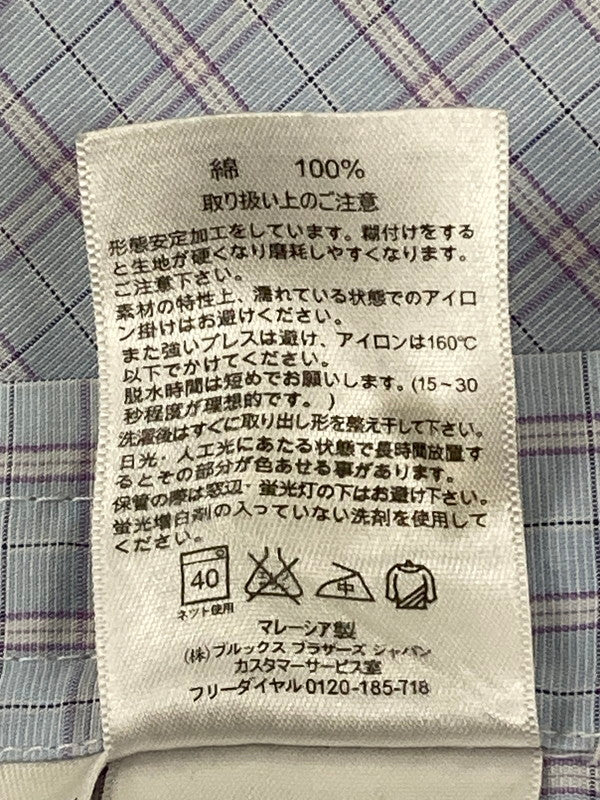 綿 100%
取り扱い上のご注意
形態安定加工をしています。糊付けをする
と生地が硬くなり磨耗しやすくなります。
ご注意下さい。
素材の特性上、濡れている状態でのアイロ
ン掛けはお避けください。
また強いプレスは避け、アイロンは160℃
以下でかけてください。
脱水時間は短めでお願いします。(15~30
秒程度が理想的です。)
洗濯後はすぐに取り出し形を整え干して下さい。
日光・人工光にあたる状態で長時間放置す
るとその部分が色あせる事があります。
保管の際は窓辺・蛍光灯の下はお避け下さい。
蛍光増白剤の入っていない洗剤を使用して
ください。
40 エンソサラシ 中
ネット使用
マレーシア製
(株)ブルックス ブラザーズ ジャパン
カスタマーサービス室
フリーダイヤル0120-185-718